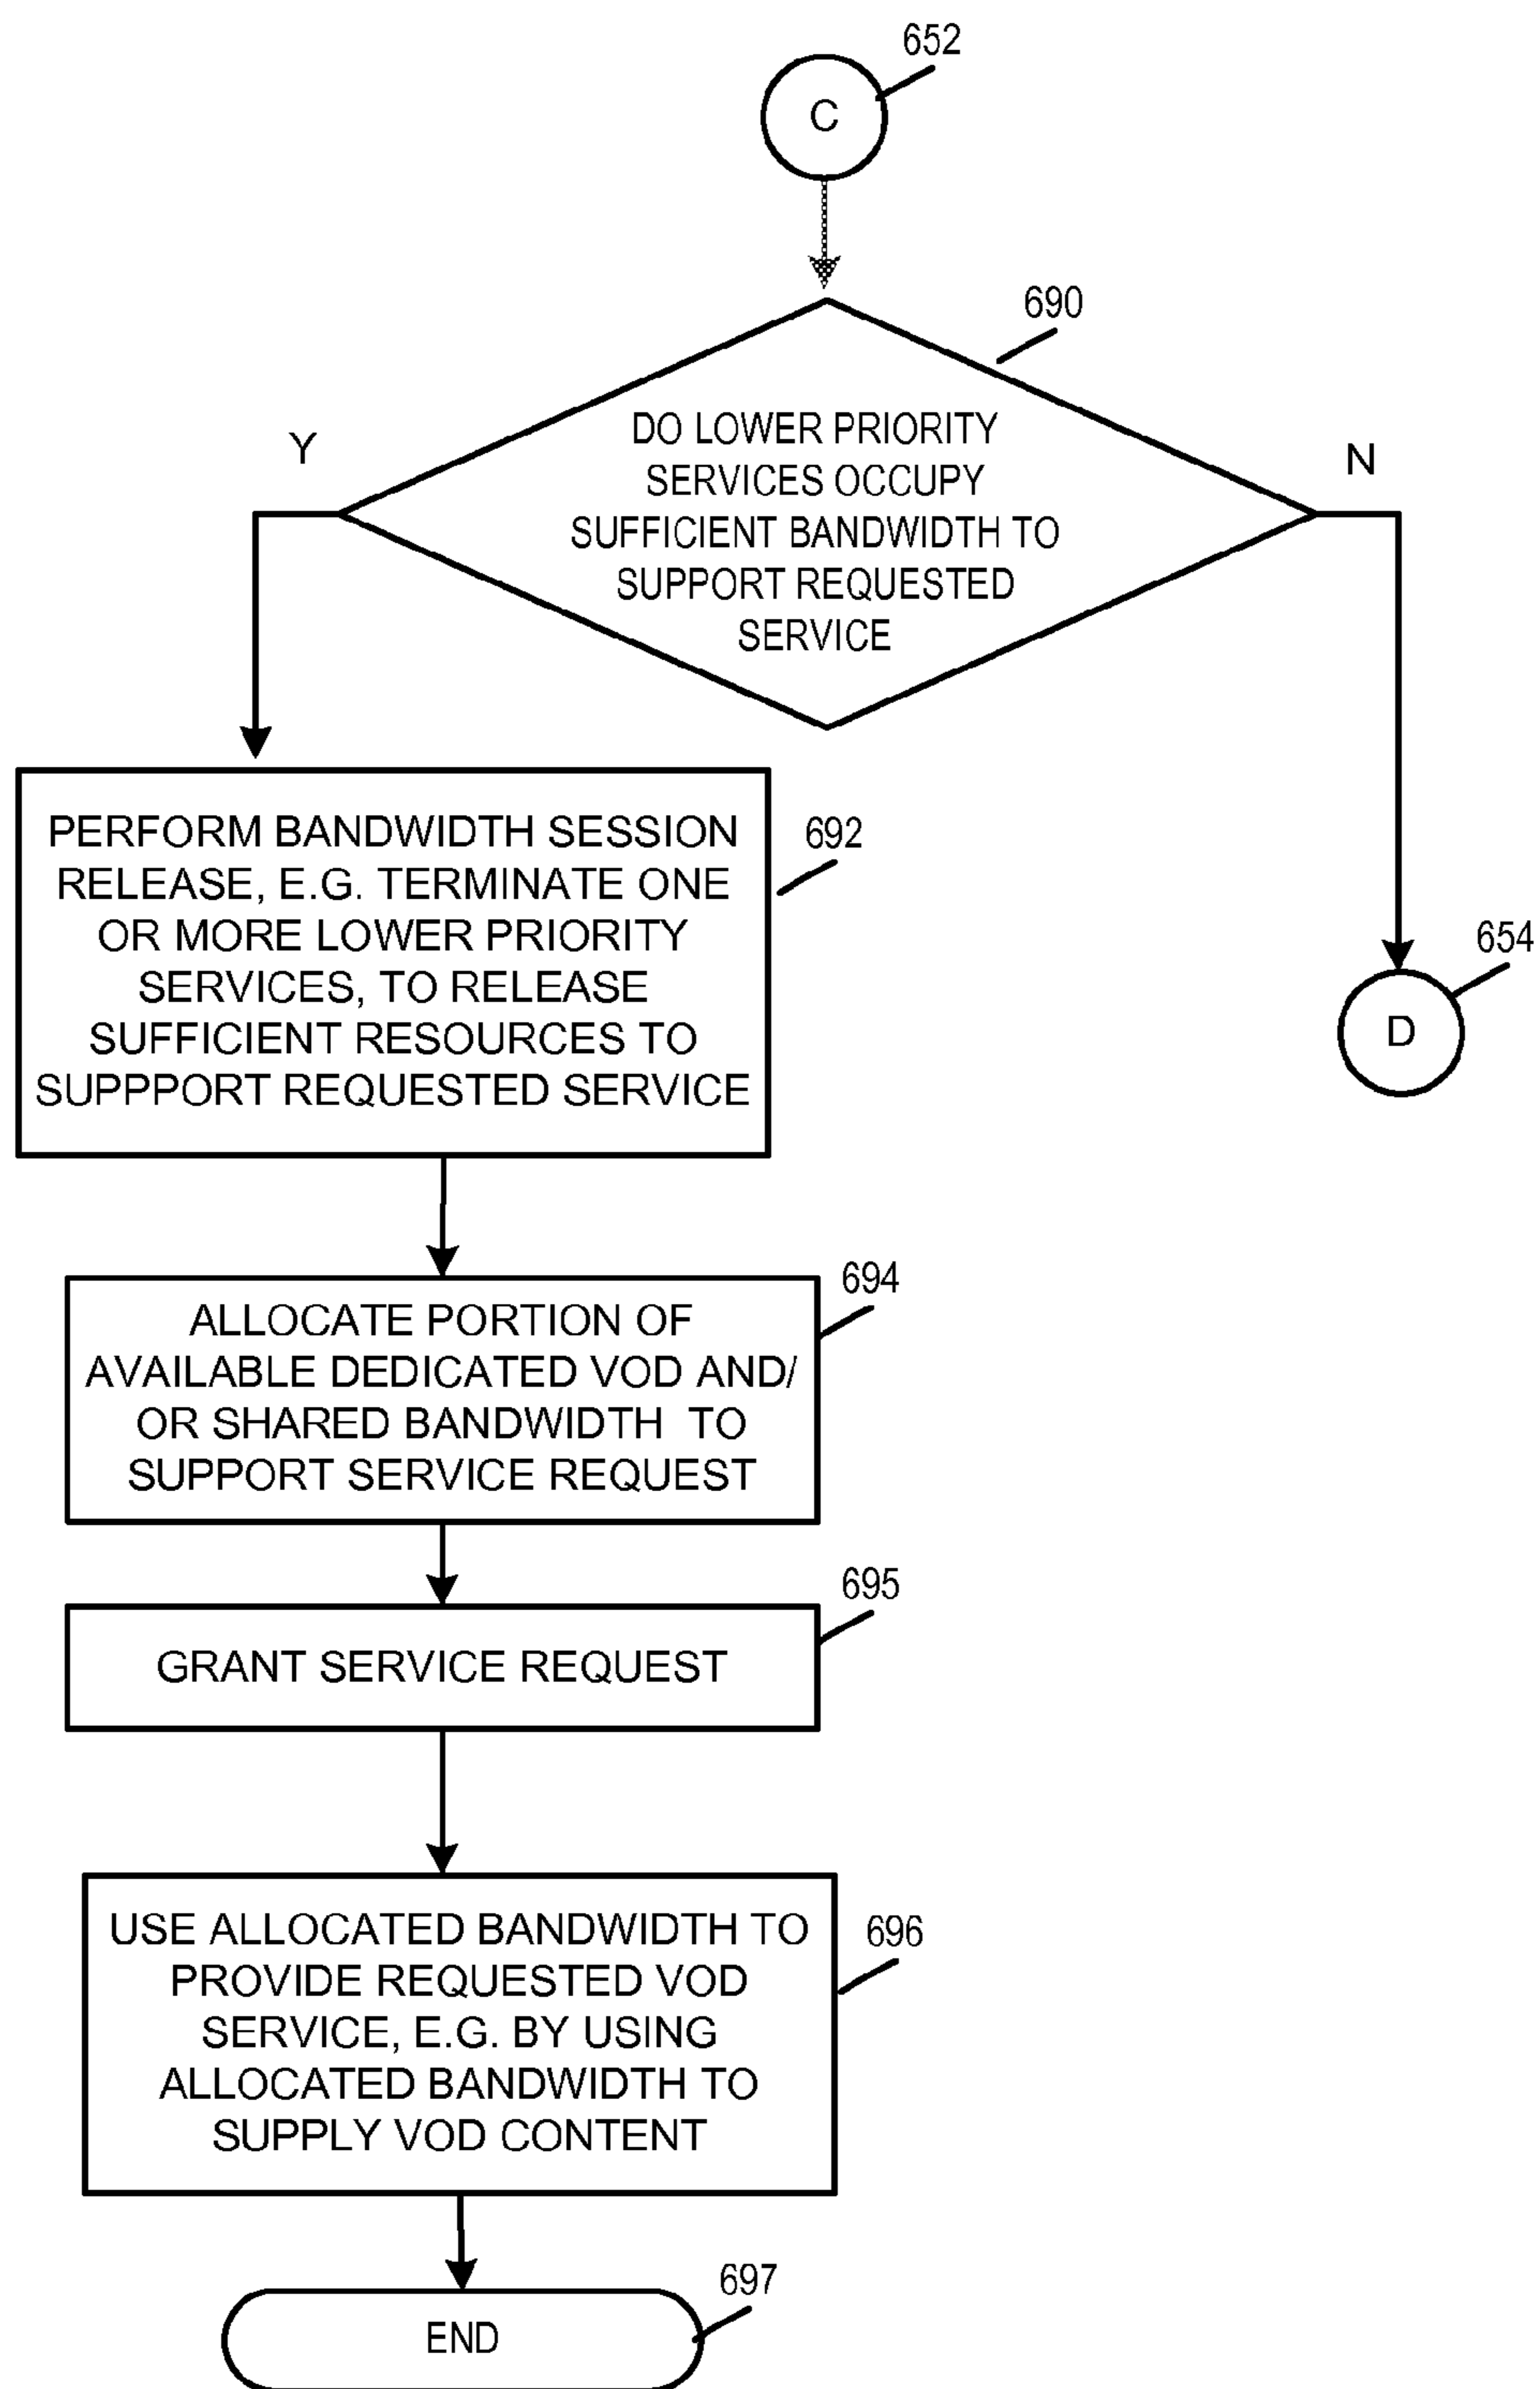 652
C
690
DO LOWER PRIORITY
SERVICES OCCUPY
SUFFICIENT BANDWIDTH TO
SUPPORT REQUESTED
SERVICE
Y
N
PERFORM BANDWIDTH SESSION
RELEASE, E.G. TERMINATE ONE
OR MORE LOWER PRIORITY
SERVICES, TO RELEASE
SUFFICIENT RESOURCES TO
SUPPPORT REQUESTED SERVICE
692
654
D
694
ALLOCATE PORTION OF
AVAILABLE DEDICATED VOD AND/
OR SHARED BANDWIDTH TO
SUPPORT SERVICE REQUEST
695
GRANT SERVICE REQUEST
USE ALLOCATED BANDWIDTH TO
PROVIDE REQUESTED VOD
SERVICE, E.G. BY USING
ALLOCATED BANDWIDTH TO
SUPPLY VOD CONTENT
696
697
END